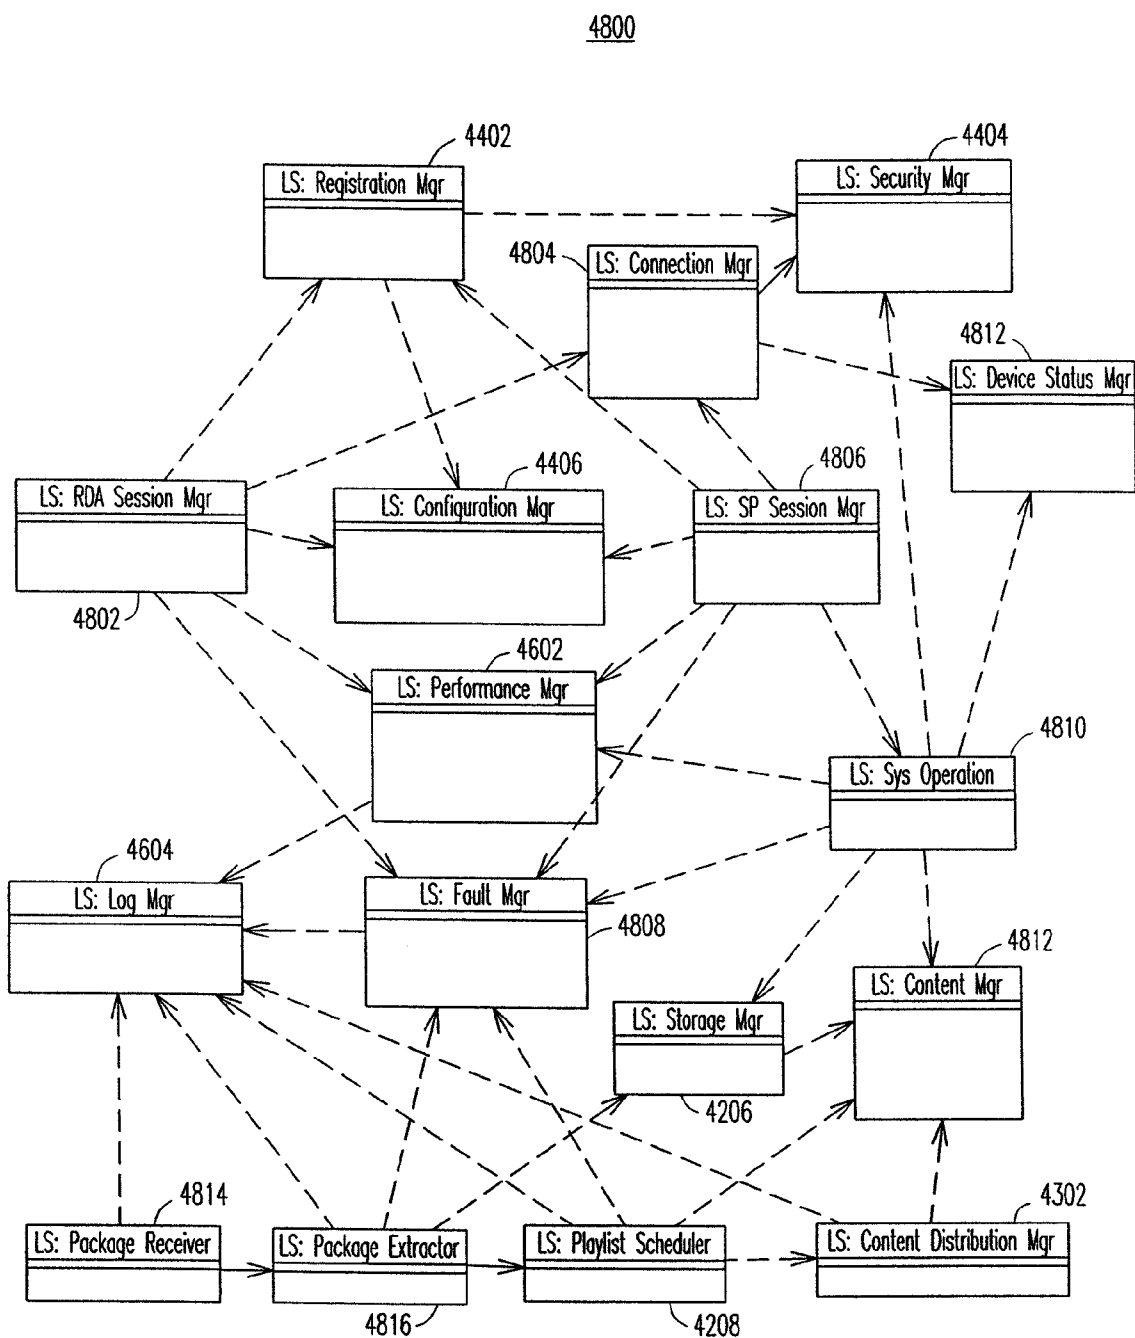 4800
4402
LS: Registration Mgr
4404
LS: Security Mgr
4804
LS: Connection Mgr
4812
LS: Device Status Mgr
4406
LS: Configuration Mgr
4806
LS: SP Session Mgr
LS: RDA Session Mgr
4802
4602
LS: Performance Mgr
4810
LS: Sys Operation
4604
LS: Log Mgr
LS: Fault Mgr
4808
4812
LS: Content Mgr
LS: Storage Mgr
4206
4814
LS: Package Receiver
LS: Package Extractor
4816
LS: Playlist Scheduler
4208
4302
LS: Content Distribution Mgr